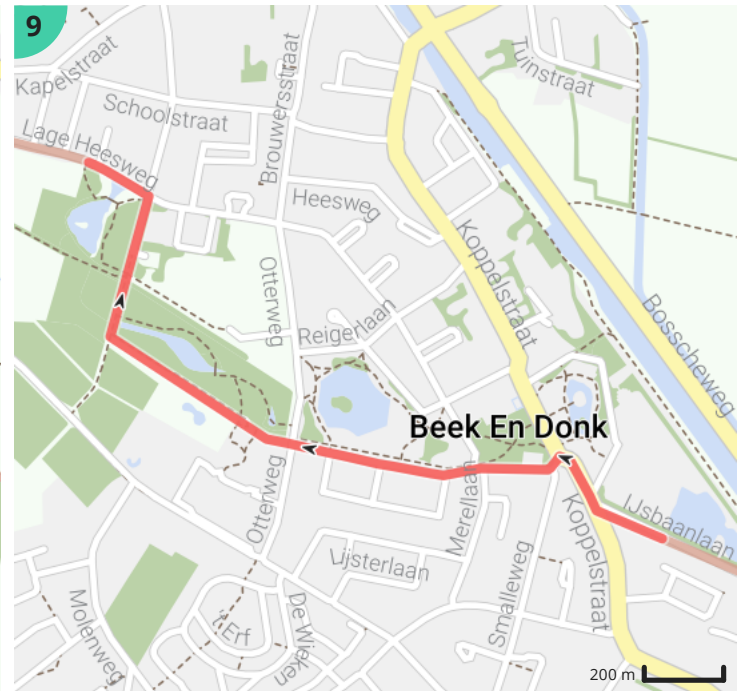 9
Kapelstraat
Schoolstraat
Lage Heesweg
'Brouwersstraat
Tuinstraat
Heesweg
Koppelstraat
Bosscheweg
Otterweg
Reigerlaan
Beek En Donk
Otterweg
Merellaan
Koppelstraat
IJsbaanlaan
Lijsterlaan
Smalleweg
Molenweg
't Erf
De Wieken
200 m